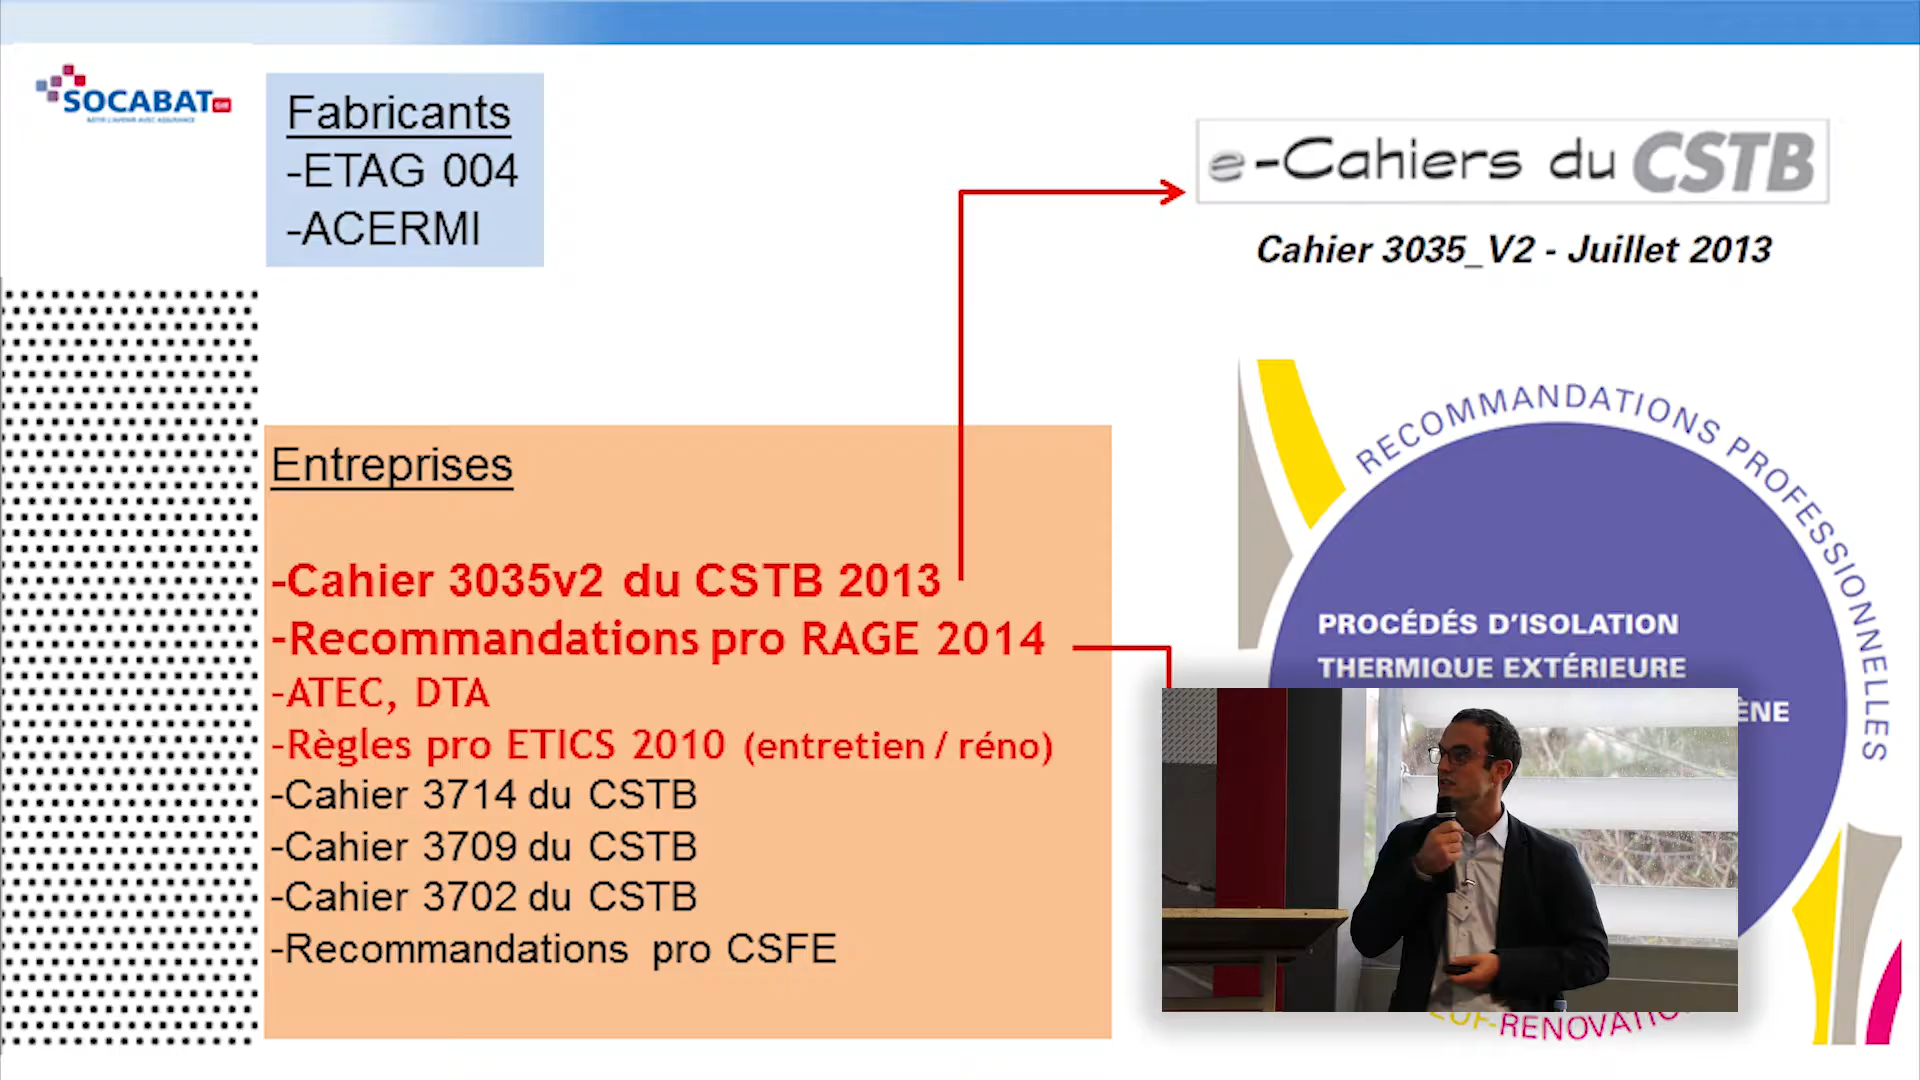 SOCABAT
Fabricants
-ETAG 004
-ACERMI
e-Cahiers du CSTB
Cahier 3035_V2 - Juillet 2013
Entreprises
-Cahier 3035v2 du CSTB 2013
-Recommandations pro RAGE 2014
-ATEC, DTA
-Règles pro ETICS 2010 (entretien / réno)
-Cahier 3714 du CSTB
-Cahier 3709 du CSTB
-Cahier 3702 du CSTB
-Recommandations pro CSFE
RECOMMANDATIONS PROFESSIONNELLES
PROCÉDÉS D'ISOLATION
THERMIQUE EXTÉRIEURE